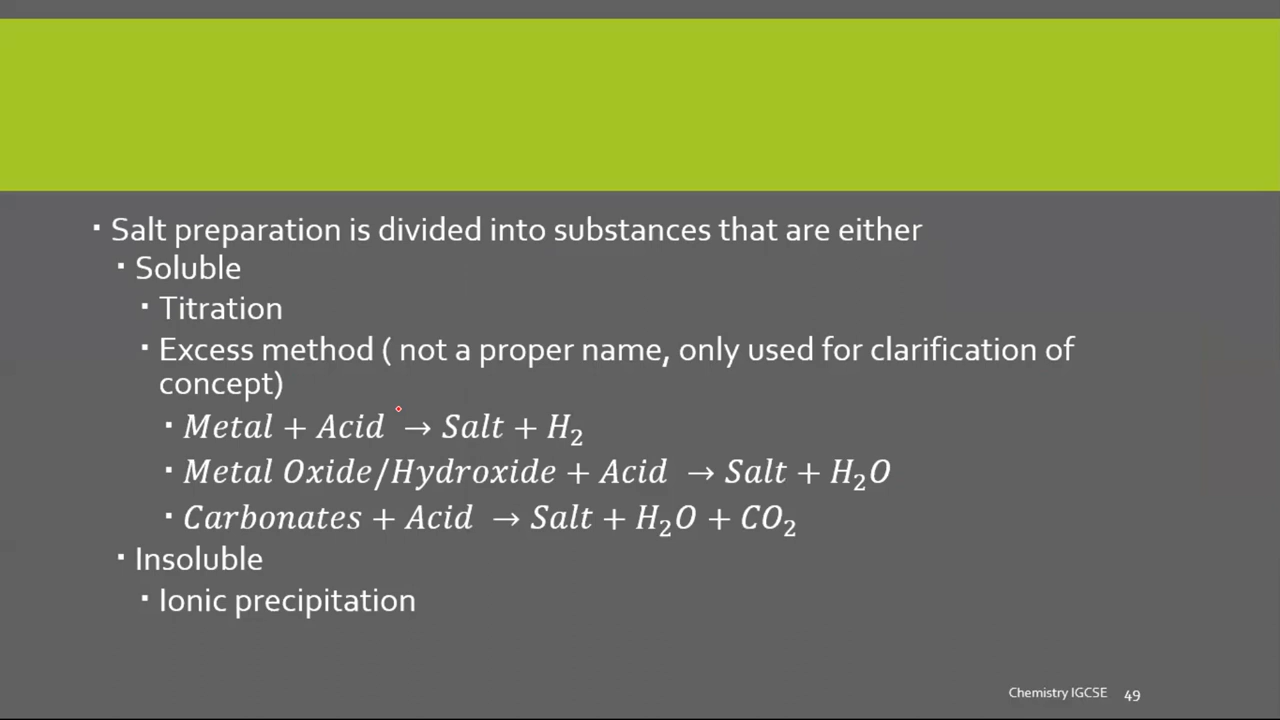 ▪ Salt preparation is divided into substances that are either
▪ Soluble
▪ Titration
▪ Excess method ( not a proper name, only used for clarification of
concept)
▪ Metal + Acid → Salt + H₂
▪ Metal Oxide/Hydroxide + Acid → Salt + H₂O
▪ Carbonates + Acid → Salt + H₂O + CO₂
▪ Insoluble
▪ Ionic precipitation
Chemistry IGCSE 49